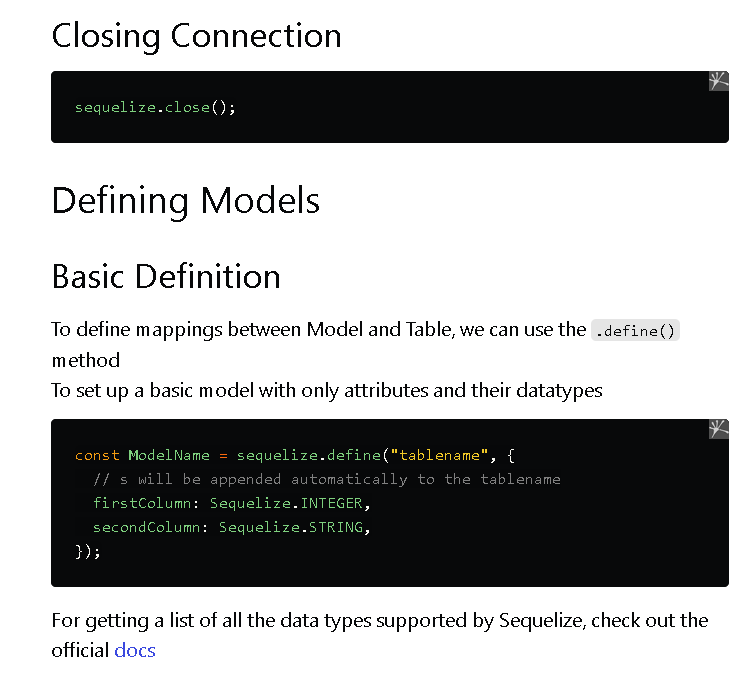 Closing Connection
sequelize.close();
Defining Models
Basic Definition
To define mappings between Model and Table, we can use the .define()
method
To set up a basic model with only attributes and their datatypes
const ModelName = sequelize.define("tablename", {
  // s will be appended automatically to the tablename
  firstColumn: Sequelize.INTEGER,
  secondColumn: Sequelize.STRING,
});
For getting a list of all the data types supported by Sequelize, check out the
official docs